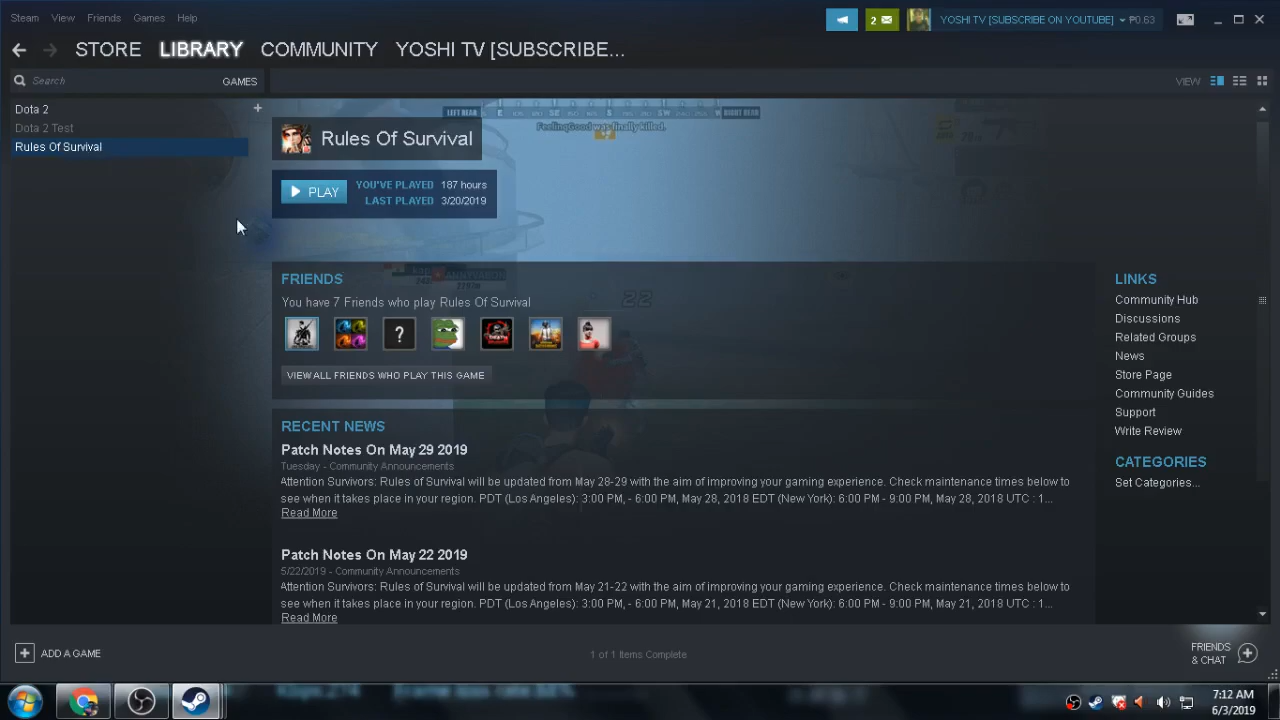 Steam View Friends Games Help
2
YOSHI TV [SUBSCRIBE ON YOUTUBE] ₱0.63
STORE LIBRARY COMMUNITY YOSHI TV [SUBSCRIBE...
Search GAMES
VIEW
Dota 2
Dota 2 Test
Rules Of Survival
LEFT REAR
RIGHT REAR
FeelingGood was finally killed.
Rules Of Survival
PLAY
YOU'VE PLAYED 187 hours
LAST PLAYED 3/20/2019
22
FRIENDS
You have 7 Friends who play Rules Of Survival
?
VIEW ALL FRIENDS WHO PLAY THIS GAME
RECENT NEWS
Patch Notes On May 29 2019
Tuesday - Community Announcements
Attention Survivors: Rules of Survival will be updated from May 28-29 with the aim of improving your gaming experience. Check maintenance times below to
see when it takes place in your region. PDT (Los Angeles): 3:00 PM, - 6:00 PM, May 28, 2018 EDT (New York): 6:00 PM - 9:00 PM, May 28, 2018 UTC : 1...
Read More
Patch Notes On May 22 2019
5/22/2019 - Community Announcements
Attention Survivors: Rules of Survival will be updated from May 21-22 with the aim of improving your gaming experience. Check maintenance times below to
see when it takes place in your region. PDT (Los Angeles): 3:00 PM, - 6:00 PM, May 21, 2018 EDT (New York): 6:00 PM - 9:00 PM, May 21, 2018 UTC : 1...
Read More
LINKS
Community Hub
Discussions
Related Groups
News
Store Page
Community Guides
Support
Write Review
CATEGORIES
Set Categories...
ADD A GAME
1 of 1 Items Complete
FRIENDS
& CHAT
7:12 AM
6/3/2019